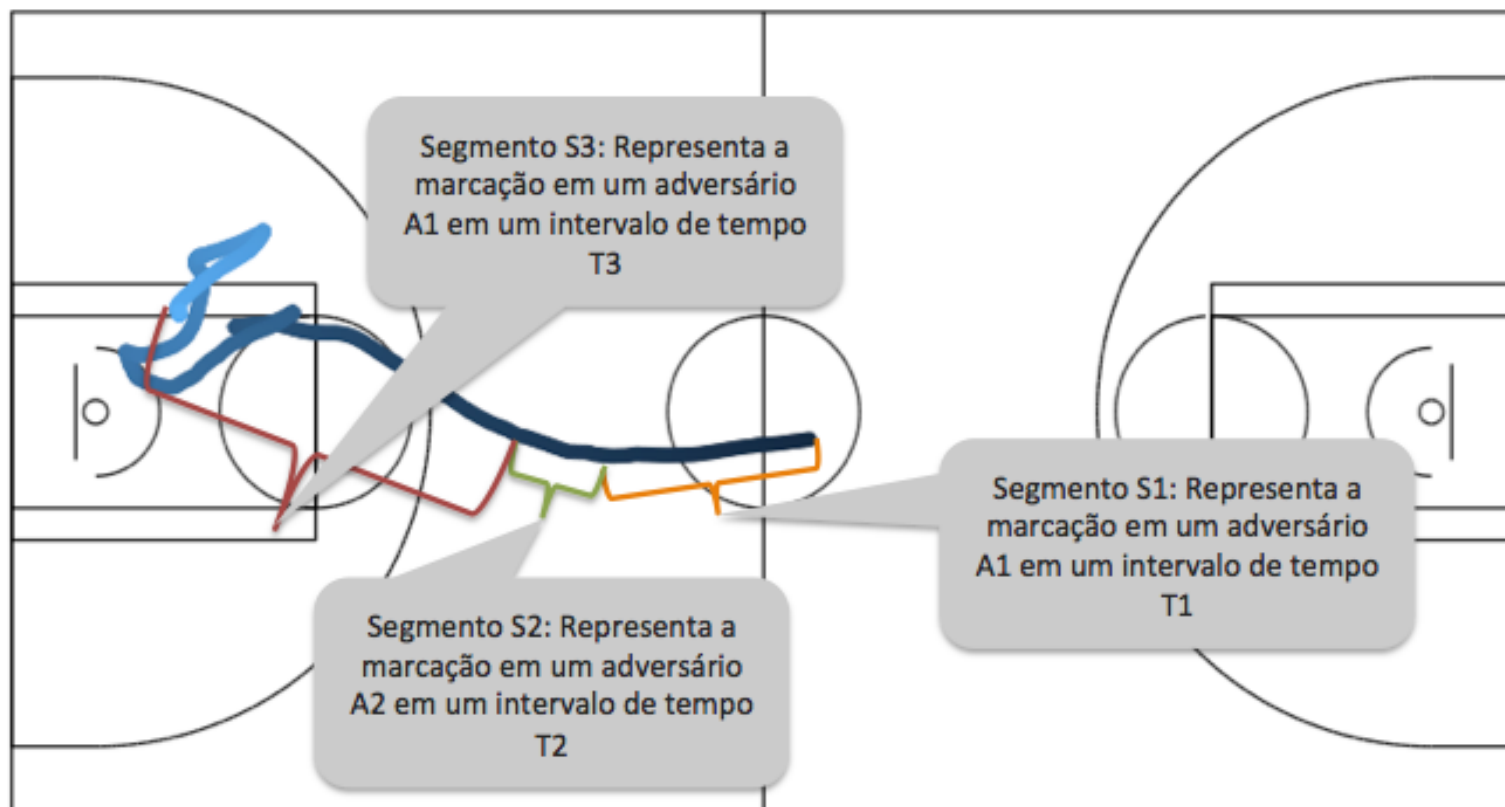 Segmento S3: Representa a
marcação em um adversário
A1 em um intervalo de tempo
T3
Segmento S1: Representa a
marcação em um adversário
A1 em um intervalo de tempo
T1
Segmento S2: Representa a
marcação em um adversário
A2 em um intervalo de tempo
T2